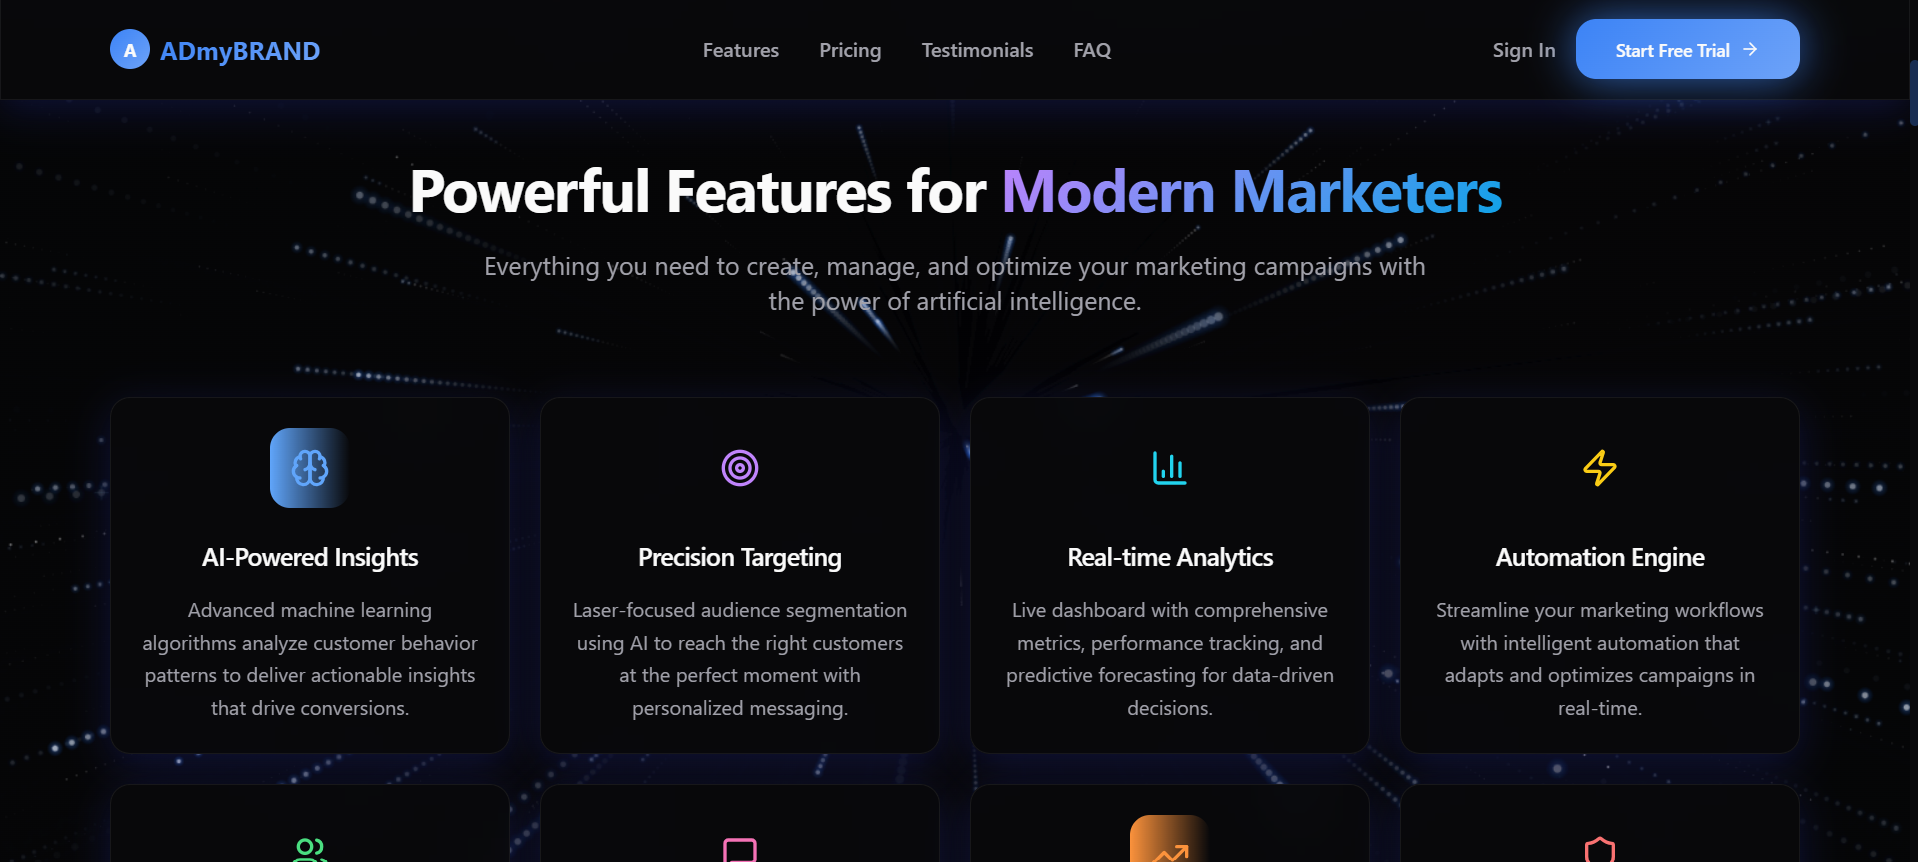 A ADmyBRAND
Features Pricing Testimonials FAQ
Sign In
Start Free Trial →
Powerful Features for Modern Marketers
Everything you need to create, manage, and optimize your marketing campaigns with
the power of artificial intelligence.
AI-Powered Insights
Advanced machine learning
algorithms analyze customer behavior
patterns to deliver actionable insights
that drive conversions.
Precision Targeting
Laser-focused audience segmentation
using AI to reach the right customers
at the perfect moment with
personalized messaging.
Real-time Analytics
Live dashboard with comprehensive
metrics, performance tracking, and
predictive forecasting for data-driven
decisions.
Automation Engine
Streamline your marketing workflows
with intelligent automation that
adapts and optimizes campaigns in
real-time.